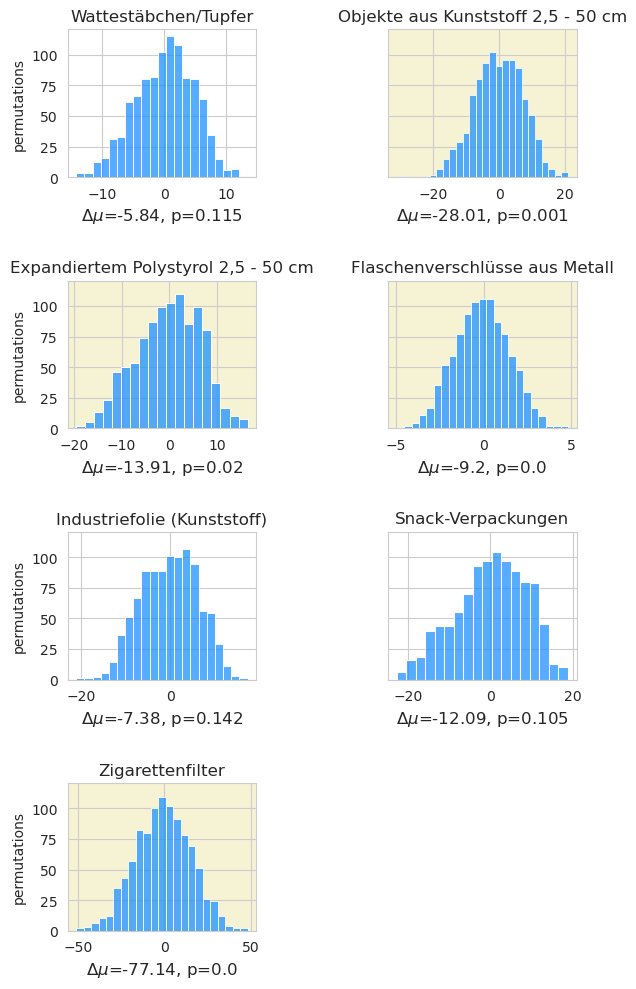 Wattestäbchen/Tupfer
100
75
50
25
0
permutations
−10 0 10
Δμ=-5.84, p=0.115
Objekte aus Kunststoff 2,5 - 50 cm
−20 0 20
Δμ=-28.01, p=0.001
Expandiertem Polystyrol 2,5 - 50 cm
100
75
50
25
0
permutations
−20 −10 0 10
Δμ=-13.91, p=0.02
Flaschenverschlüsse aus Metall
−5 0 5
Δμ=-9.2, p=0.0
Industriefolie (Kunststoff)
100
75
50
25
0
permutations
−20 0
Δμ=-7.38, p=0.142
Snack-Verpackungen
−20 0 20
Δμ=-12.09, p=0.105
Zigarettenfilter
100
75
50
25
0
permutations
−50 0 50
Δμ=-77.14, p=0.0